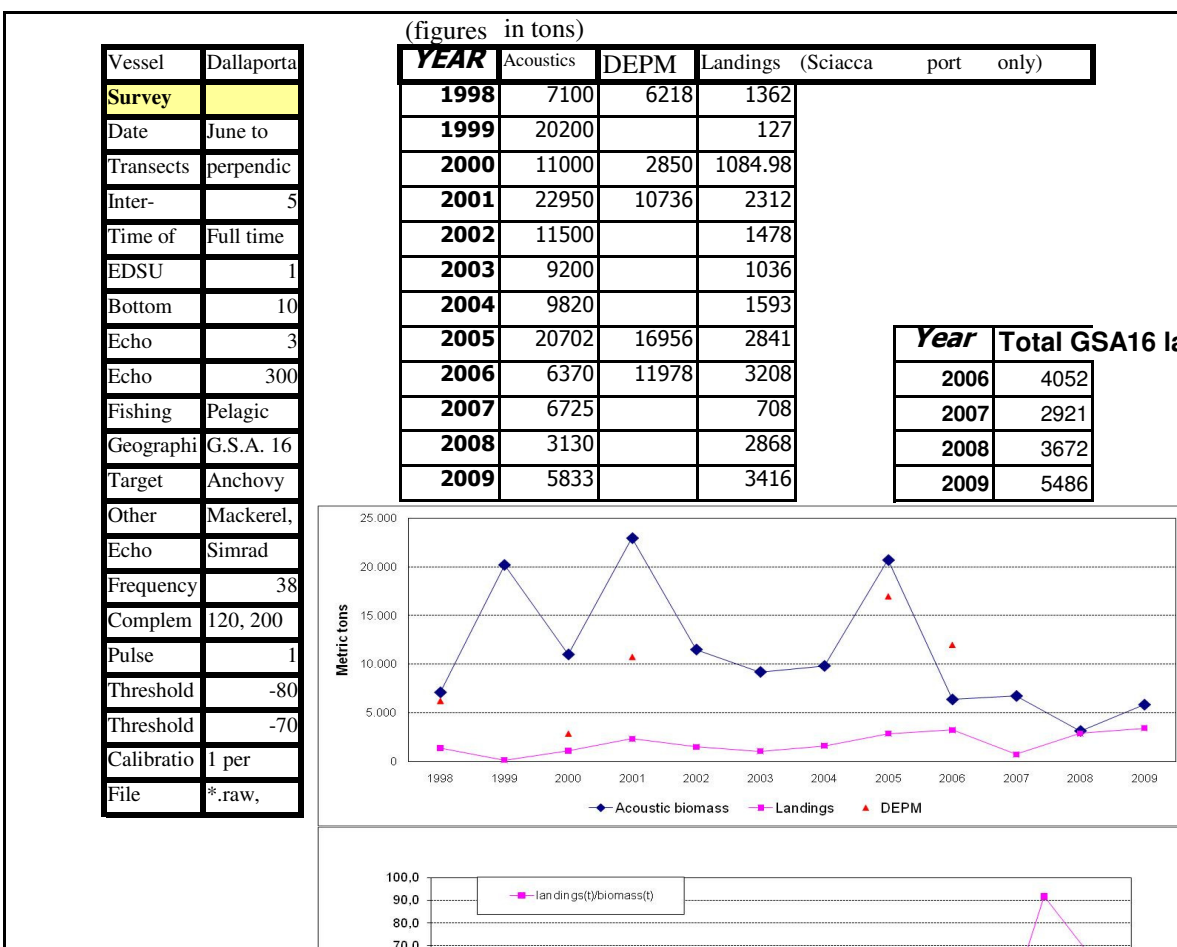 (figures in tons)
Vessel Dallaporta
Survey
Date June to
Transects perpendic
Inter- 5
Time of Full time
EDSU 1
Bottom 10
Echo 3
Echo 300
Fishing Pelagic
Geographi G.S.A. 16
Target Anchovy
Other Mackerel,
Echo Simrad
Frequency 38
Complem 120, 200
Pulse 1
Threshold -80
Threshold -70
Calibratio 1 per
File *.raw,
YEAR Acoustics DEPM Landings (Sciacca port only)
1998 7100 6218 1362
1999 20200 127
2000 11000 2850 1084.98
2001 22950 10736 2312
2002 11500 1478
2003 9200 1036
2004 9820 1593
2005 20702 16956 2841
2006 6370 11978 3208
2007 6725 708
2008 3130 2868
2009 5833 3416
Year Total GSA16 la
2006 4052
2007 2921
2008 3672
2009 5486
Metric tons
25.000
20.000
15.000
10.000
5.000
0
1998 1999 2000 2001 2002 2003 2004 2005 2006 2007 2008 2009
Acoustic biomass Landings DEPM
100,0
90,0
80,0
70,0
landings(t)/biomass(t)